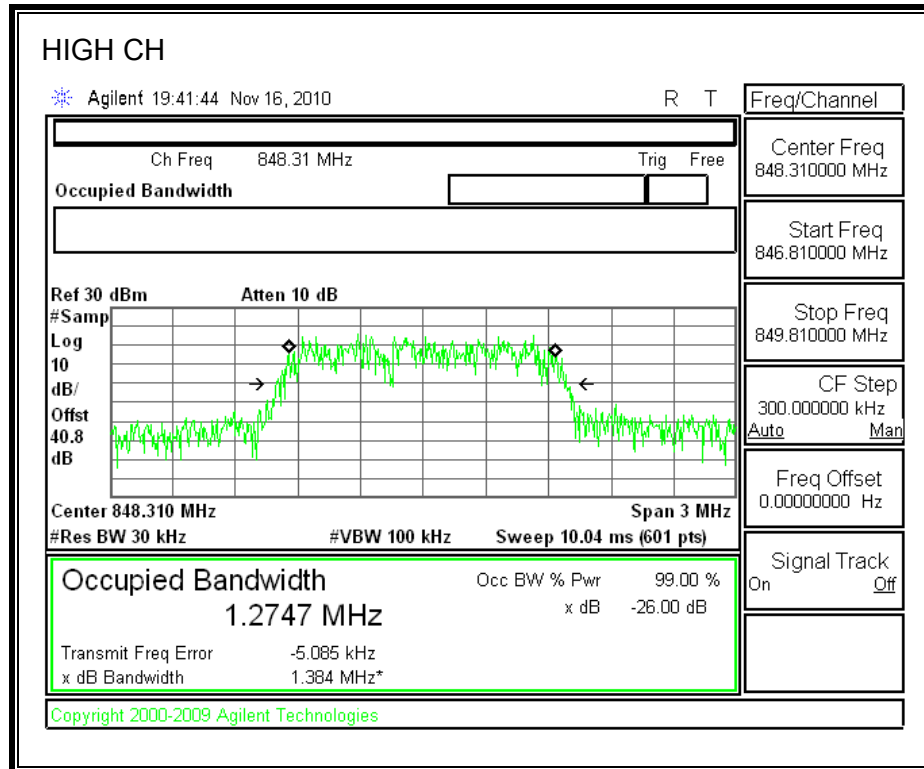 HIGH CH
Agilent 19:41:44 Nov 16, 2010 R T
Freq/Channel
Ch Freq 848.31 MHz Trig Free
Occupied Bandwidth
Center Freq
848.310000 MHz
Start Freq
846.810000 MHz
Stop Freq
849.810000 MHz
CF Step
300.000000 kHz
Auto Man
Freq Offset
0.00000000 Hz
Signal Track
On Off
Ref 30 dBm Atten 10 dB
#Samp
Log
10
dB/
Offst
40.8
dB
Center 848.310 MHz Span 3 MHz
#Res BW 30 kHz #VBW 100 kHz Sweep 10.04 ms (601 pts)
Occupied Bandwidth Occ BW % Pwr 99.00 %
1.2747 MHz x dB -26.00 dB
Transmit Freq Error -5.085 kHz
x dB Bandwidth 1.384 MHz*
Copyright 2000-2009 Agilent Technologies